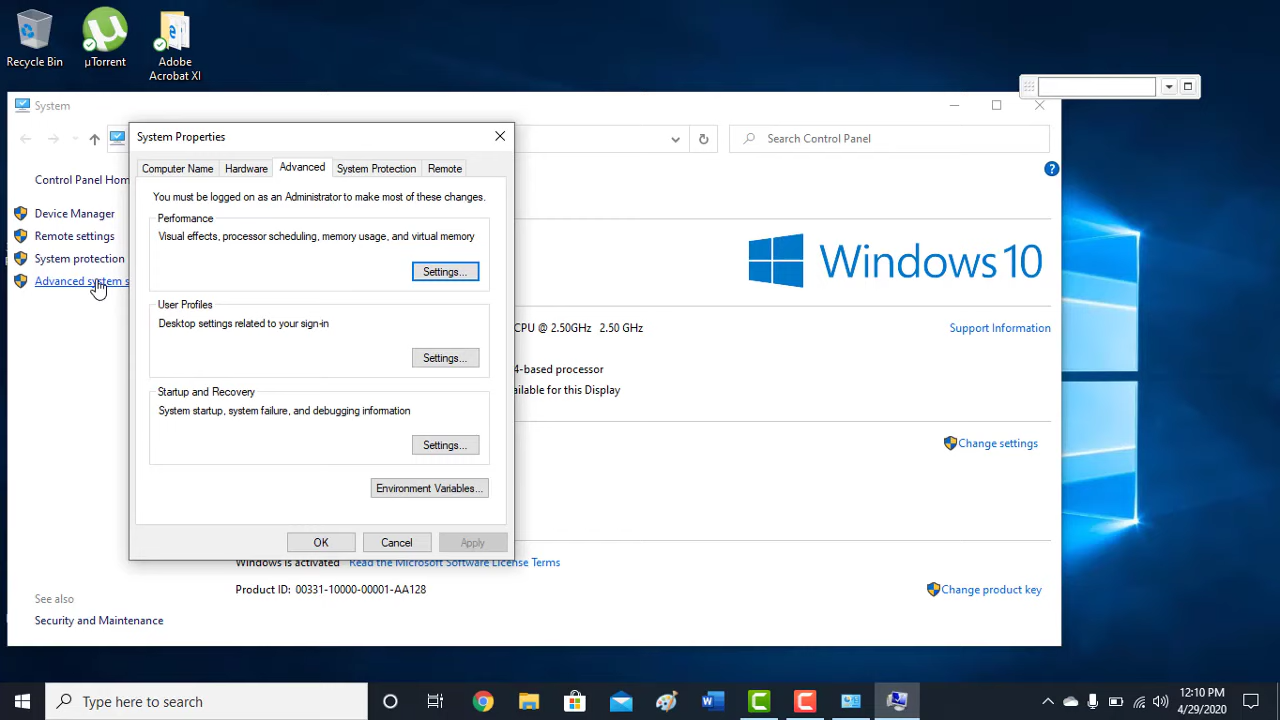 Recycle Bin
µTorrent
Adobe
Acrobat XI
System
Search Control Panel
Control Panel Hom
Device Manager
Remote settings
System protection
Advanced system s
System Properties
Computer Name
Hardware
Advanced
System Protection
Remote
You must be logged on as an Administrator to make most of these changes.
Performance
Visual effects, processor scheduling, memory usage, and virtual memory
Settings...
User Profiles
Desktop settings related to your sign-in
Settings...
Startup and Recovery
System startup, system failure, and debugging information
Settings...
Environment Variables...
OK
Cancel
Apply
Windows 10
CPU @ 2.50GHz 2.50 GHz
Support Information
4-based processor
ailable for this Display
Change settings
Windows is activated Read the Microsoft Software License Terms
Product ID: 00331-10000-00001-AA128
Change product key
See also
Security and Maintenance
Type here to search
12:10 PM
4/29/2020